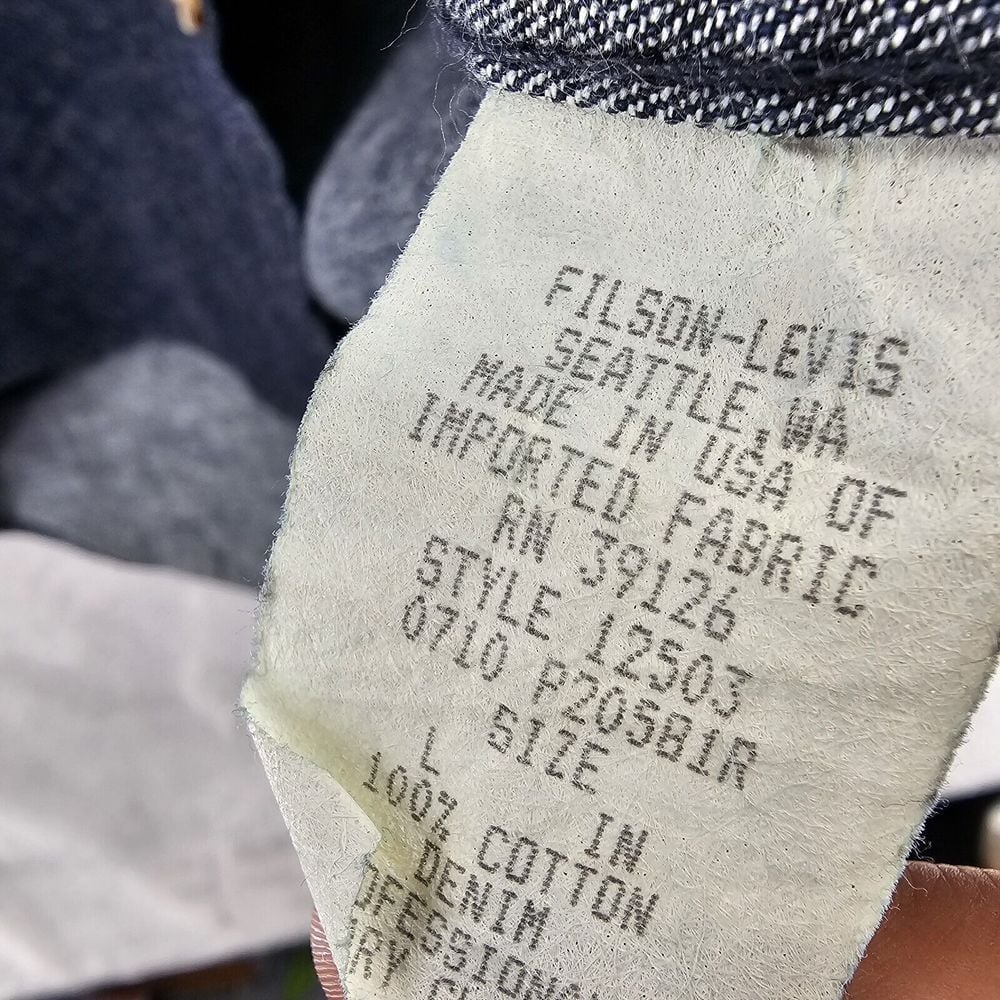 FILSON-LEVIS
SEATTLE,WA
MADE IN USA OF
IMPORTED FABRIC
RN 39126
STYLE 12503
0710 P205B1R
SIZE
L IN
100% COTTON
DENIM